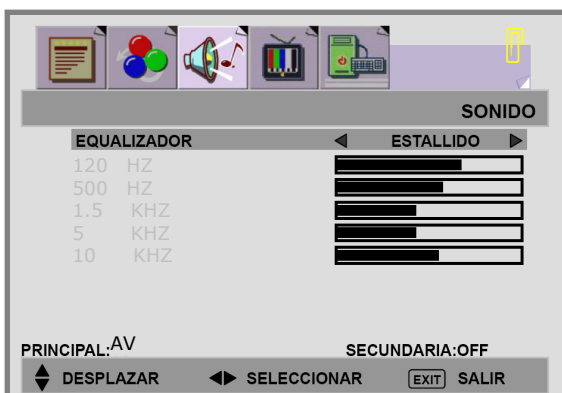 SONIDO
EQUALIZADOR ESTALLIDO
120 HZ
500 HZ
1.5 KHZ
5 KHZ
10 KHZ
PRINCIPAL:AV SECUNDARIA:OFF
DESPLAZAR SELECCIONAR EXIT SALIR